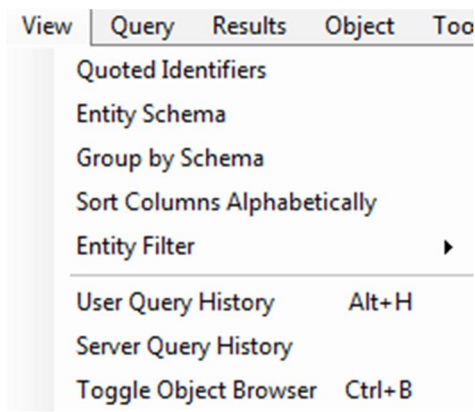 View Query Results Object Too
Quoted Identifiers
Entity Schema
Group by Schema
Sort Columns Alphabetically
Entity Filter
User Query History Alt+H
Server Query History
Toggle Object Browser Ctrl+B